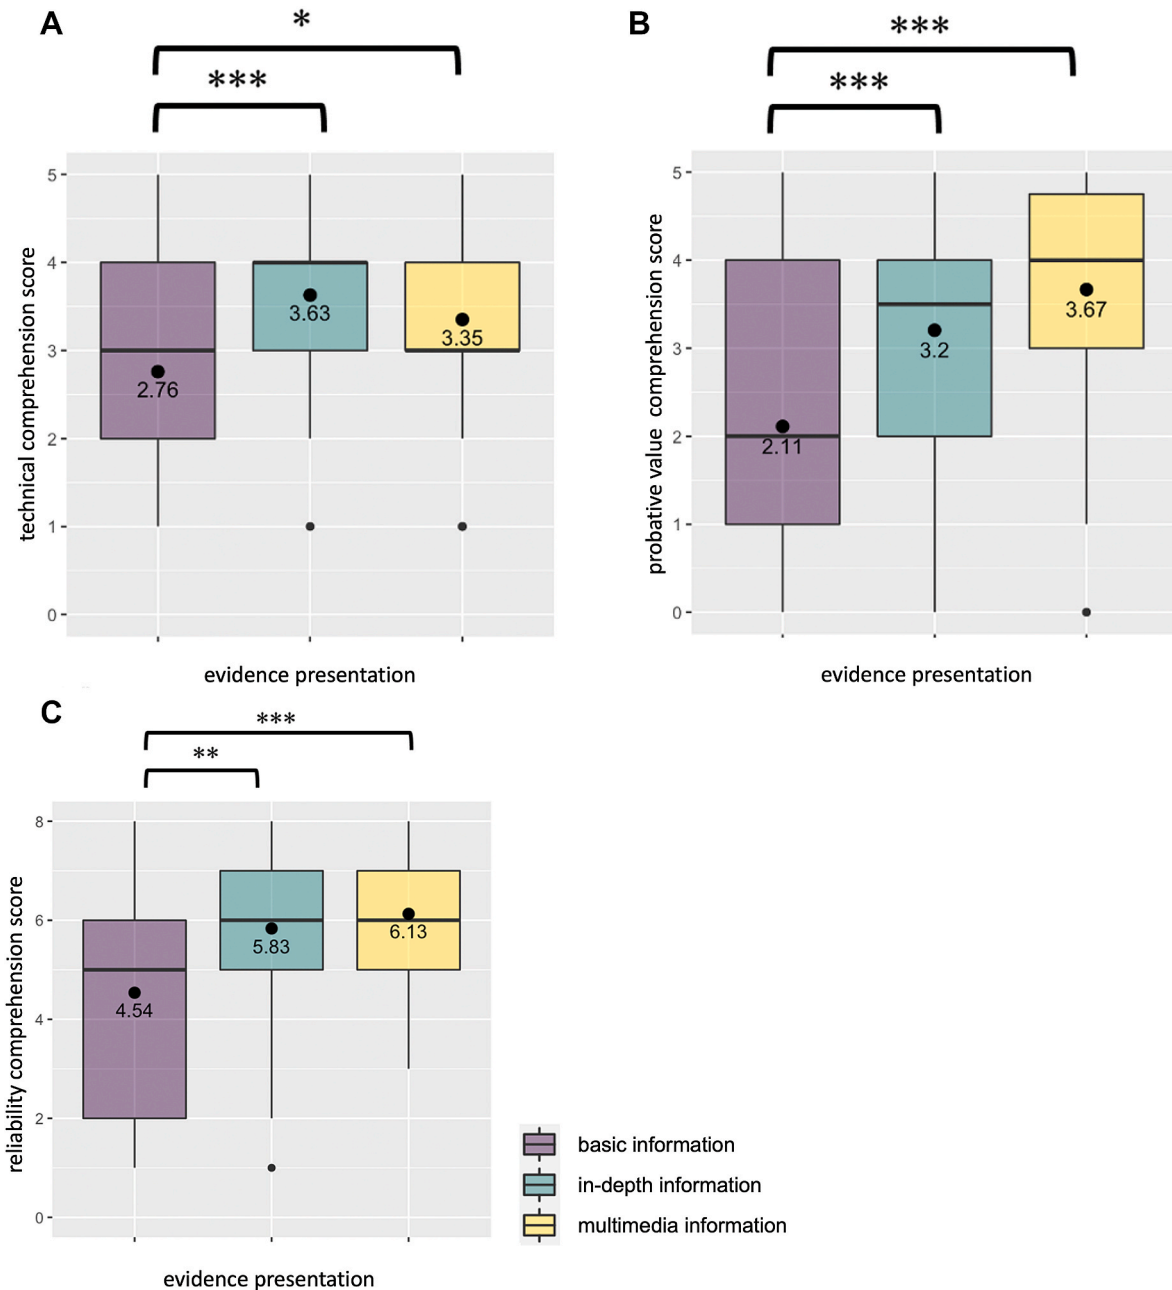 A
*
***
technical comprehension score
5
4
3
2
1
0
2.76
3.63
3.35
evidence presentation
B
***
***
probative value comprehension score
5
4
3
2
1
0
2.11
3.2
3.67
evidence presentation
C
***
**
reliability comprehension score
8
6
4
2
0
4.54
5.83
6.13
evidence presentation
basic information
in-depth information
multimedia information